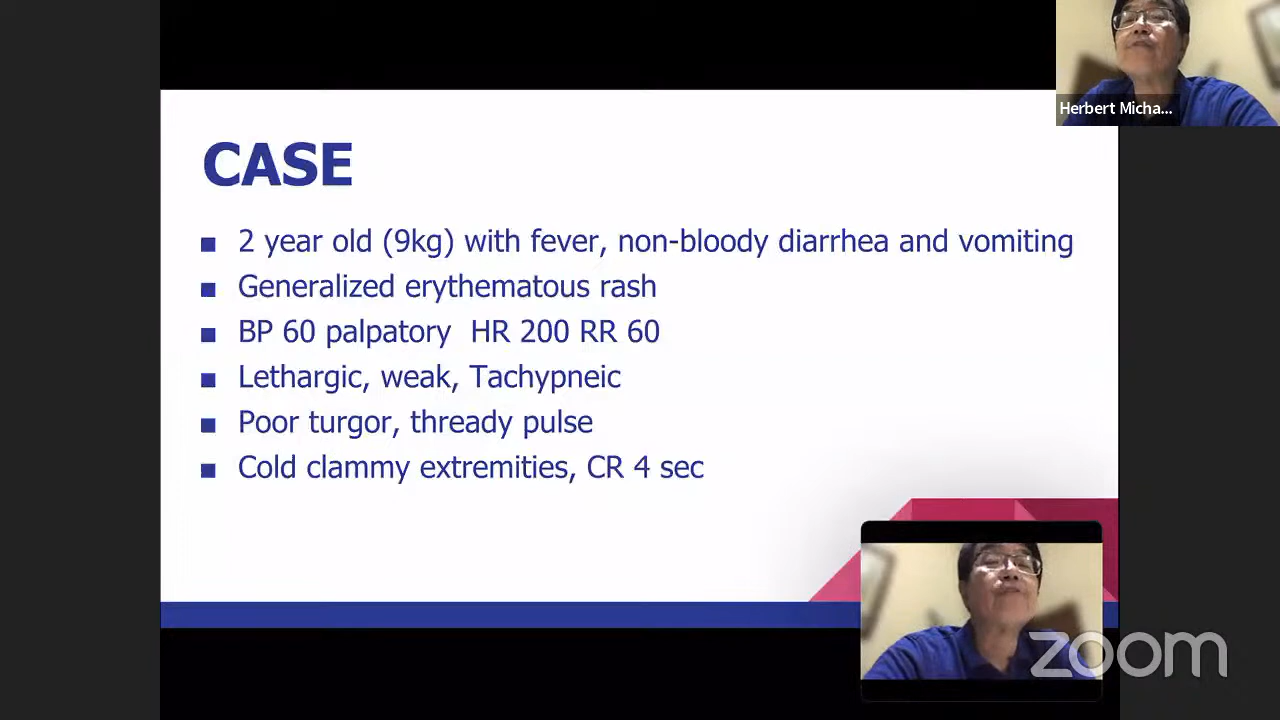 Herbert Micha...
CASE
2 year old (9kg) with fever, non-bloody diarrhea and vomiting
Generalized erythematous rash
BP 60 palpatory HR 200 RR 60
Lethargic, weak, Tachypneic
Poor turgor, thready pulse
Cold clammy extremities, CR 4 sec
zoom